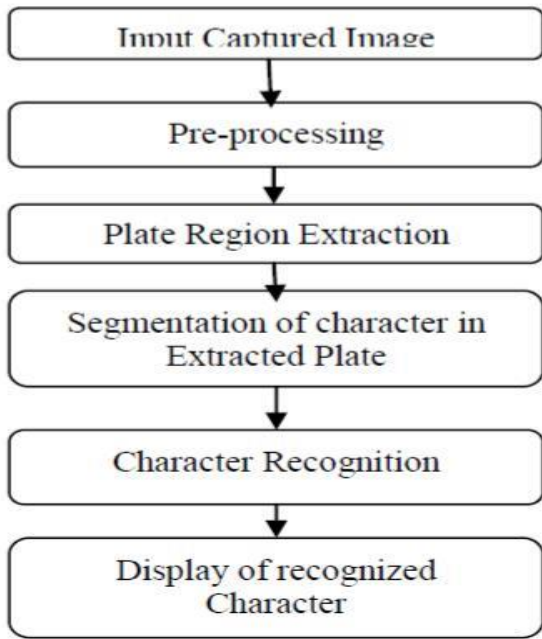 Input Captured Image
Pre-processing
Plate Region Extraction
Segmentation of character in
Extracted Plate
Character Recognition
Display of recognized
Character